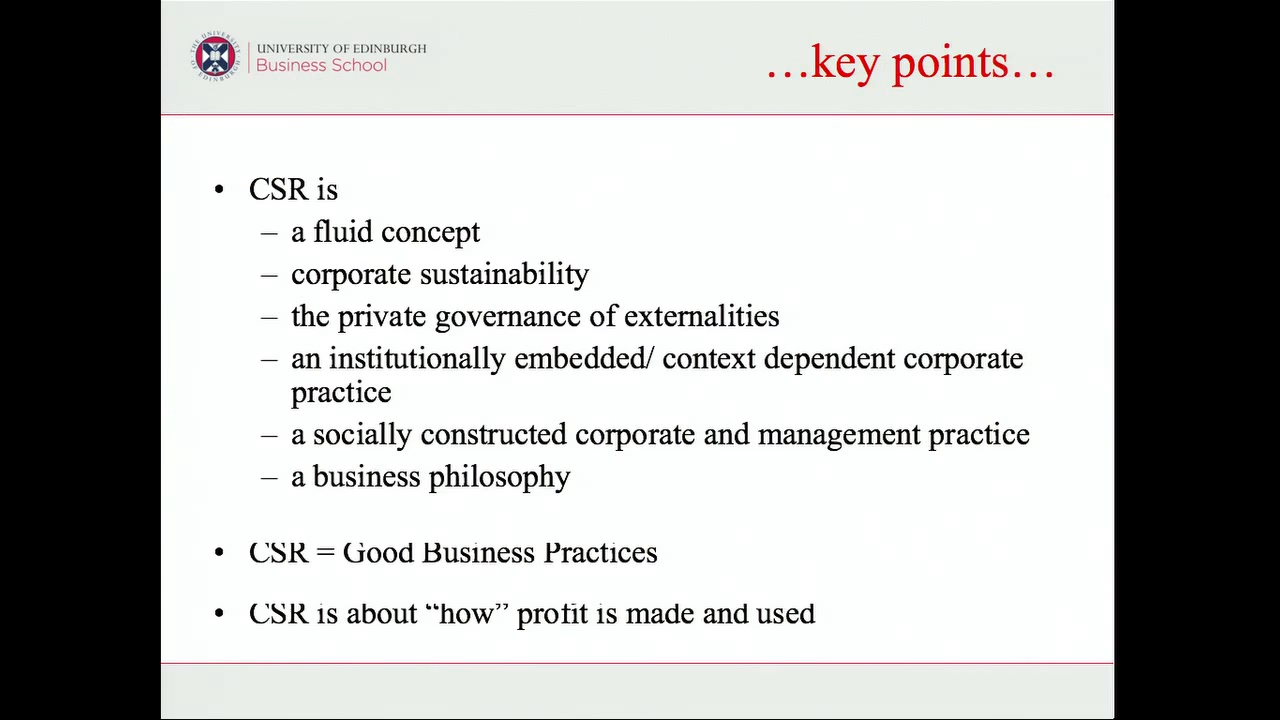 UNIVERSITY OF EDINBURGH
Business School
…key points…
• CSR is
– a fluid concept
– corporate sustainability
– the private governance of externalities
– an institutionally embedded/ context dependent corporate
practice
– a socially constructed corporate and management practice
– a business philosophy
• CSR = Good Business Practices
• CSR is about “how” profit is made and used